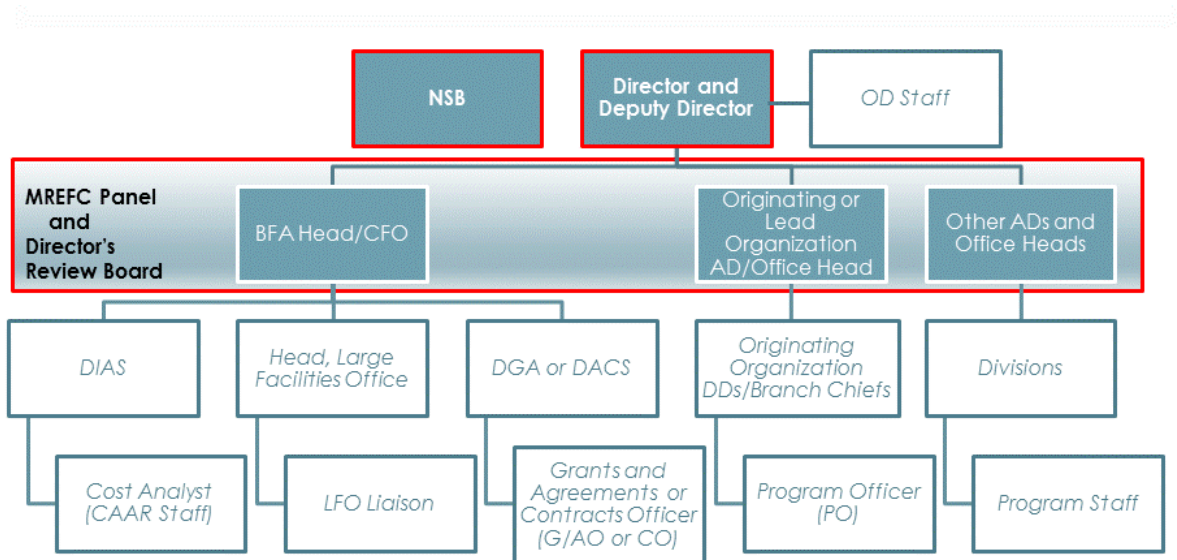 NSB
Director and
Deputy Director
OD Staff
MREFC Panel
and
Director's
Review Board
BFA Head/CFO
Originating or
Lead
Organization
AD/Office Head
Other ADs and
Office Heads
DIAS
Head, Large
Facilities Office
DGA or DACS
Originating
Organization
DDs/Branch Chiefs
Divisions
Cost Analyst
(CAAR Staff)
LFO Liaison
Grants and
Agreements or
Contracts Officer
(G/AO or CO)
Program Officer
(PO)
Program Staff